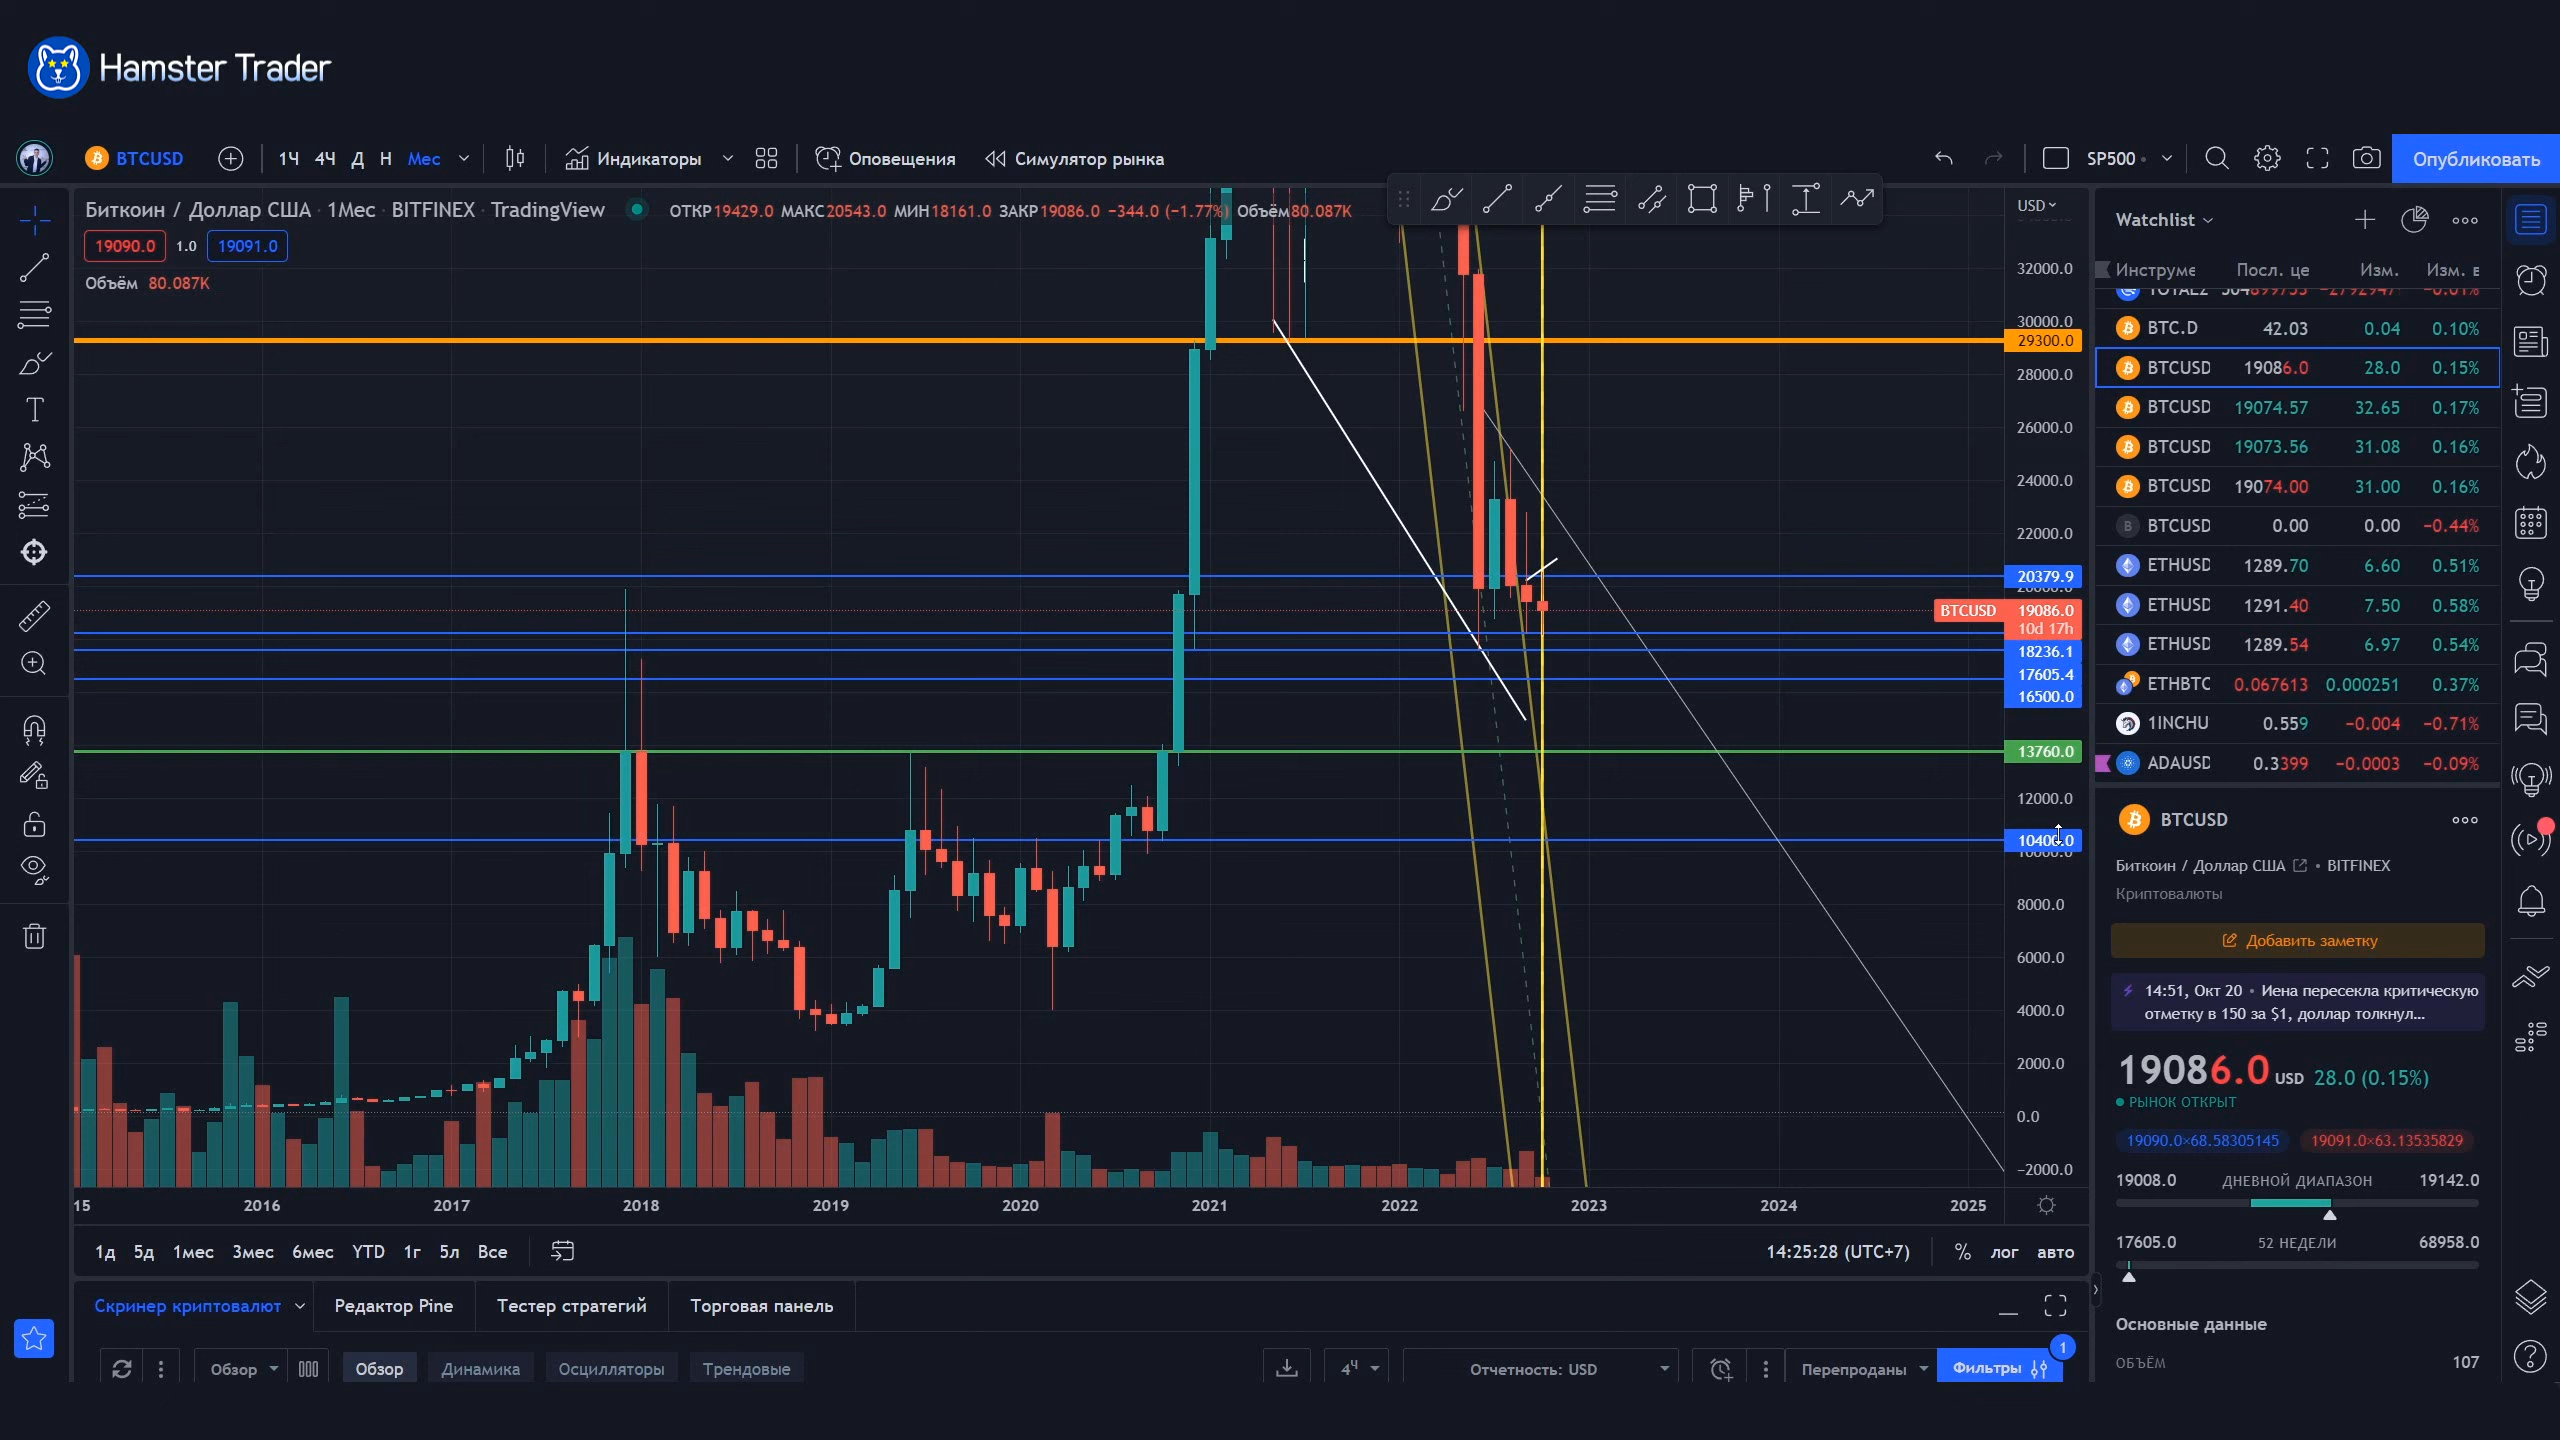 Hamster Trader
BTCUSD 1Ч 4Ч Д Н Мес Индикаторы Оповещения Симулятор рынка SP500 Опубликовать
Биткоин / Доллар США · 1Мес · BITFINEX · TradingView ОТКР19429.0 МАКС20543.0 МИН18161.0 ЗАКР19086.0 −344.0 (−1.77%) Объём80.087K
19090.0 1.0 19091.0
Объём 80.087K
USD
32000.0
30000.0
29300.0
28000.0
26000.0
24000.0
22000.0
20379.9
BTCUSD 19086.0
10d 17h
18236.1
17605.4
16500.0
13760.0
12000.0
10400.0
8000.0
6000.0
4000.0
2000.0
0.0
−2000.0
15 2016 2017 2018 2019 2020 2021 2022 2023 2024 2025
1д 5д 1мес 3мес 6мес YTD 1г 5л Все 14:25:28 (UTC+7) % лог авто
Скринер криптовалют Редактор Pine Тестер стратегий Торговая панель
Обзор Обзор Динамика Осцилляторы Трендовые 4Ч Отчетность: USD Перепроданы Фильтры 1
Watchlist
Инструме Посл. це Изм. Изм. в
BTC.D 42.03 0.04 0.10%
BTCUSD 19086.0 28.0 0.15%
BTCUSD 19074.57 32.65 0.17%
BTCUSD 19073.56 31.08 0.16%
BTCUSD 19074.00 31.00 0.16%
BTCUSD 0.00 0.00 −0.44%
ETHUSD 1289.70 6.60 0.51%
ETHUSD 1291.40 7.50 0.58%
ETHUSD 1289.54 6.97 0.54%
ETHBTC 0.067613 0.000251 0.37%
1INCHU 0.559 −0.004 −0.71%
ADAUSD 0.3399 −0.0003 −0.09%
BTCUSD
Биткоин / Доллар США • BITFINEX
Криптовалюты
Добавить заметку
14:51, Окт 20 • Иена пересекла критическую
отметку в 150 за $1, доллар толкнул...
19086.0 USD 28.0 (0.15%)
РЫНОК ОТКРЫТ
19090.0×68.58305145 19091.0×63.13535829
19008.0 ДНЕВНОЙ ДИАПАЗОН 19142.0
17605.0 52 НЕДЕЛИ 68958.0
Основные данные
ОБЪЁМ 107